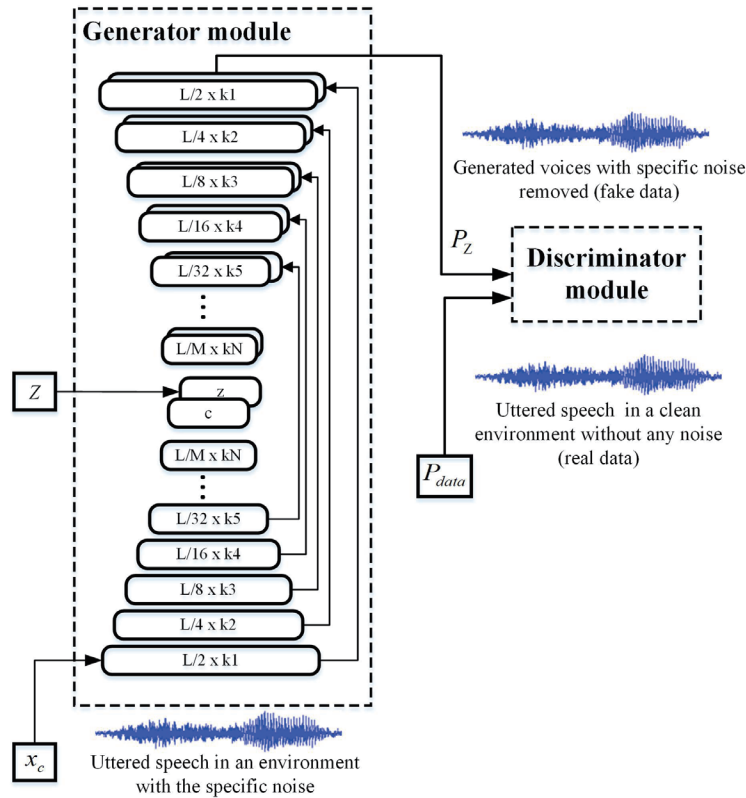 Generator module
L/2 x k1
L/4 x k2
L/8 x k3
L/16 x k4
L/32 x k5
L/M x kN
Z
z
c
L/M x kN
L/32 x k5
L/16 x k4
L/8 x k3
L/4 x k2
L/2 x k1
x_c
Uttered speech in an environment
with the specific noise
Generated voices with specific noise
removed (fake data)
P_Z
Discriminator
module
Uttered speech in a clean
environment without any noise
(real data)
P_data